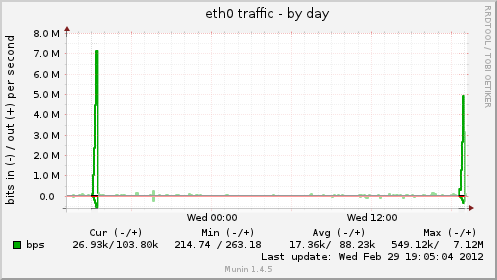 eth0 traffic - by day
RRDTOOL / TOBI OETIKER
bits in (-) / out (+) per second
8.0 M
7.0 M
6.0 M
5.0 M
4.0 M
3.0 M
2.0 M
1.0 M
0.0
Wed 00:00 Wed 12:00
Cur (-/+) Min (-/+) Avg (-/+) Max (-/+)
bps 26.93k/103.80k 214.74 /263.18 17.36k/ 88.23k 549.12k/ 7.12M
Last update: Wed Feb 29 19:05:04 2012
Munin 1.4.5